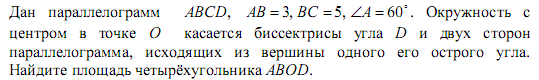 Дан параллелограмм ABCD, AB = 3, BC = 5, ∠A = 60°. Окружность с
центром в точке O касается биссектрисы угла D и двух сторон
параллелограмма, исходящих из вершины одного его острого угла.
Найдите площадь четырёхугольника ABOD.